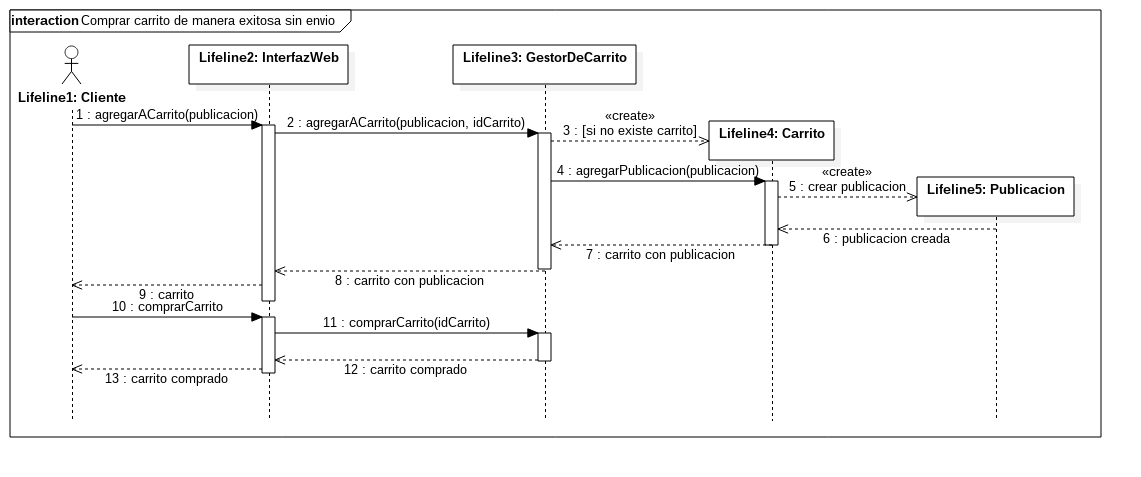 interaction Comprar carrito de manera exitosa sin envio
Lifeline2: InterfazWeb
Lifeline3: GestorDeCarrito
Lifeline1: Cliente
1 : agregarACarrito(publicacion)
2 : agregarACarrito(publicacion, idCarrito)
«create»
3 : [si no existe carrito]
Lifeline4: Carrito
4 : agregarPublicacion(publicacion)
«create»
5 : crear publicacion
Lifeline5: Publicacion
6 : publicacion creada
7 : carrito con publicacion
8 : carrito con publicacion
9 : carrito
10 : comprarCarrito
11 : comprarCarrito(idCarrito)
12 : carrito comprado
13 : carrito comprado